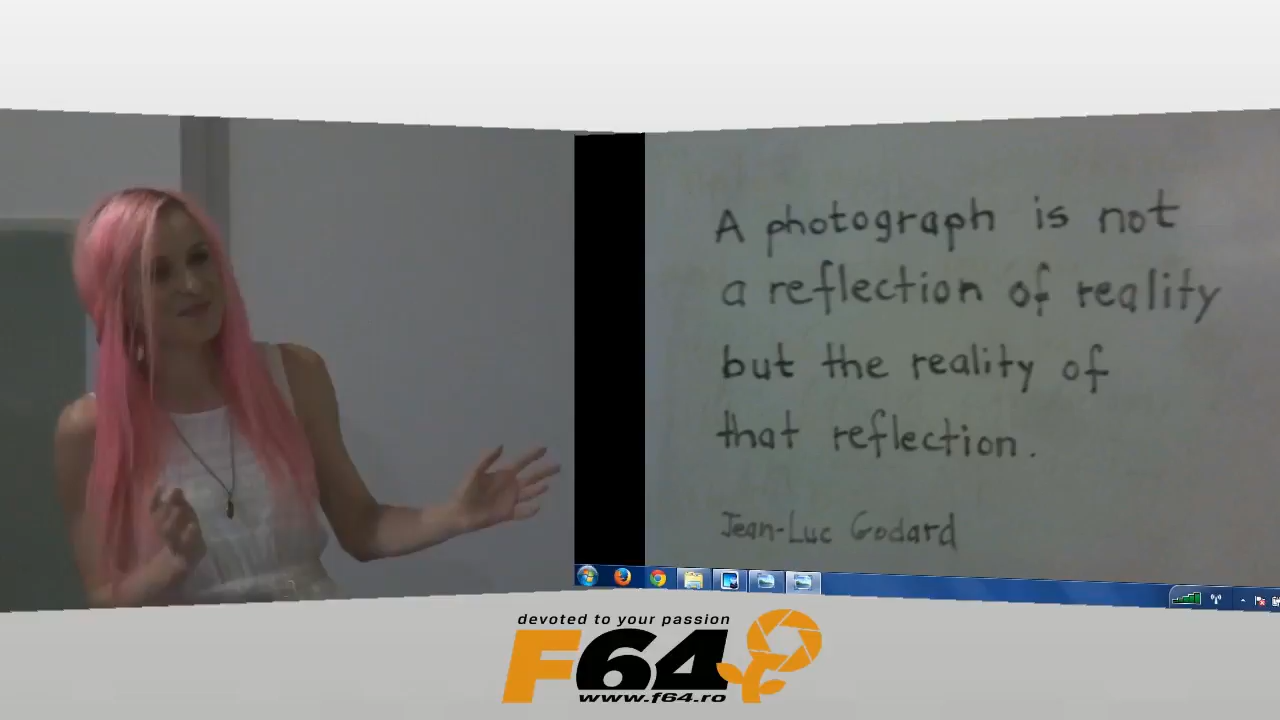 A photograph is not
a reflection of reality
but the reality of
that reflection.
Jean-Luc Godard
devoted to your passion
F64
www.f64.ro